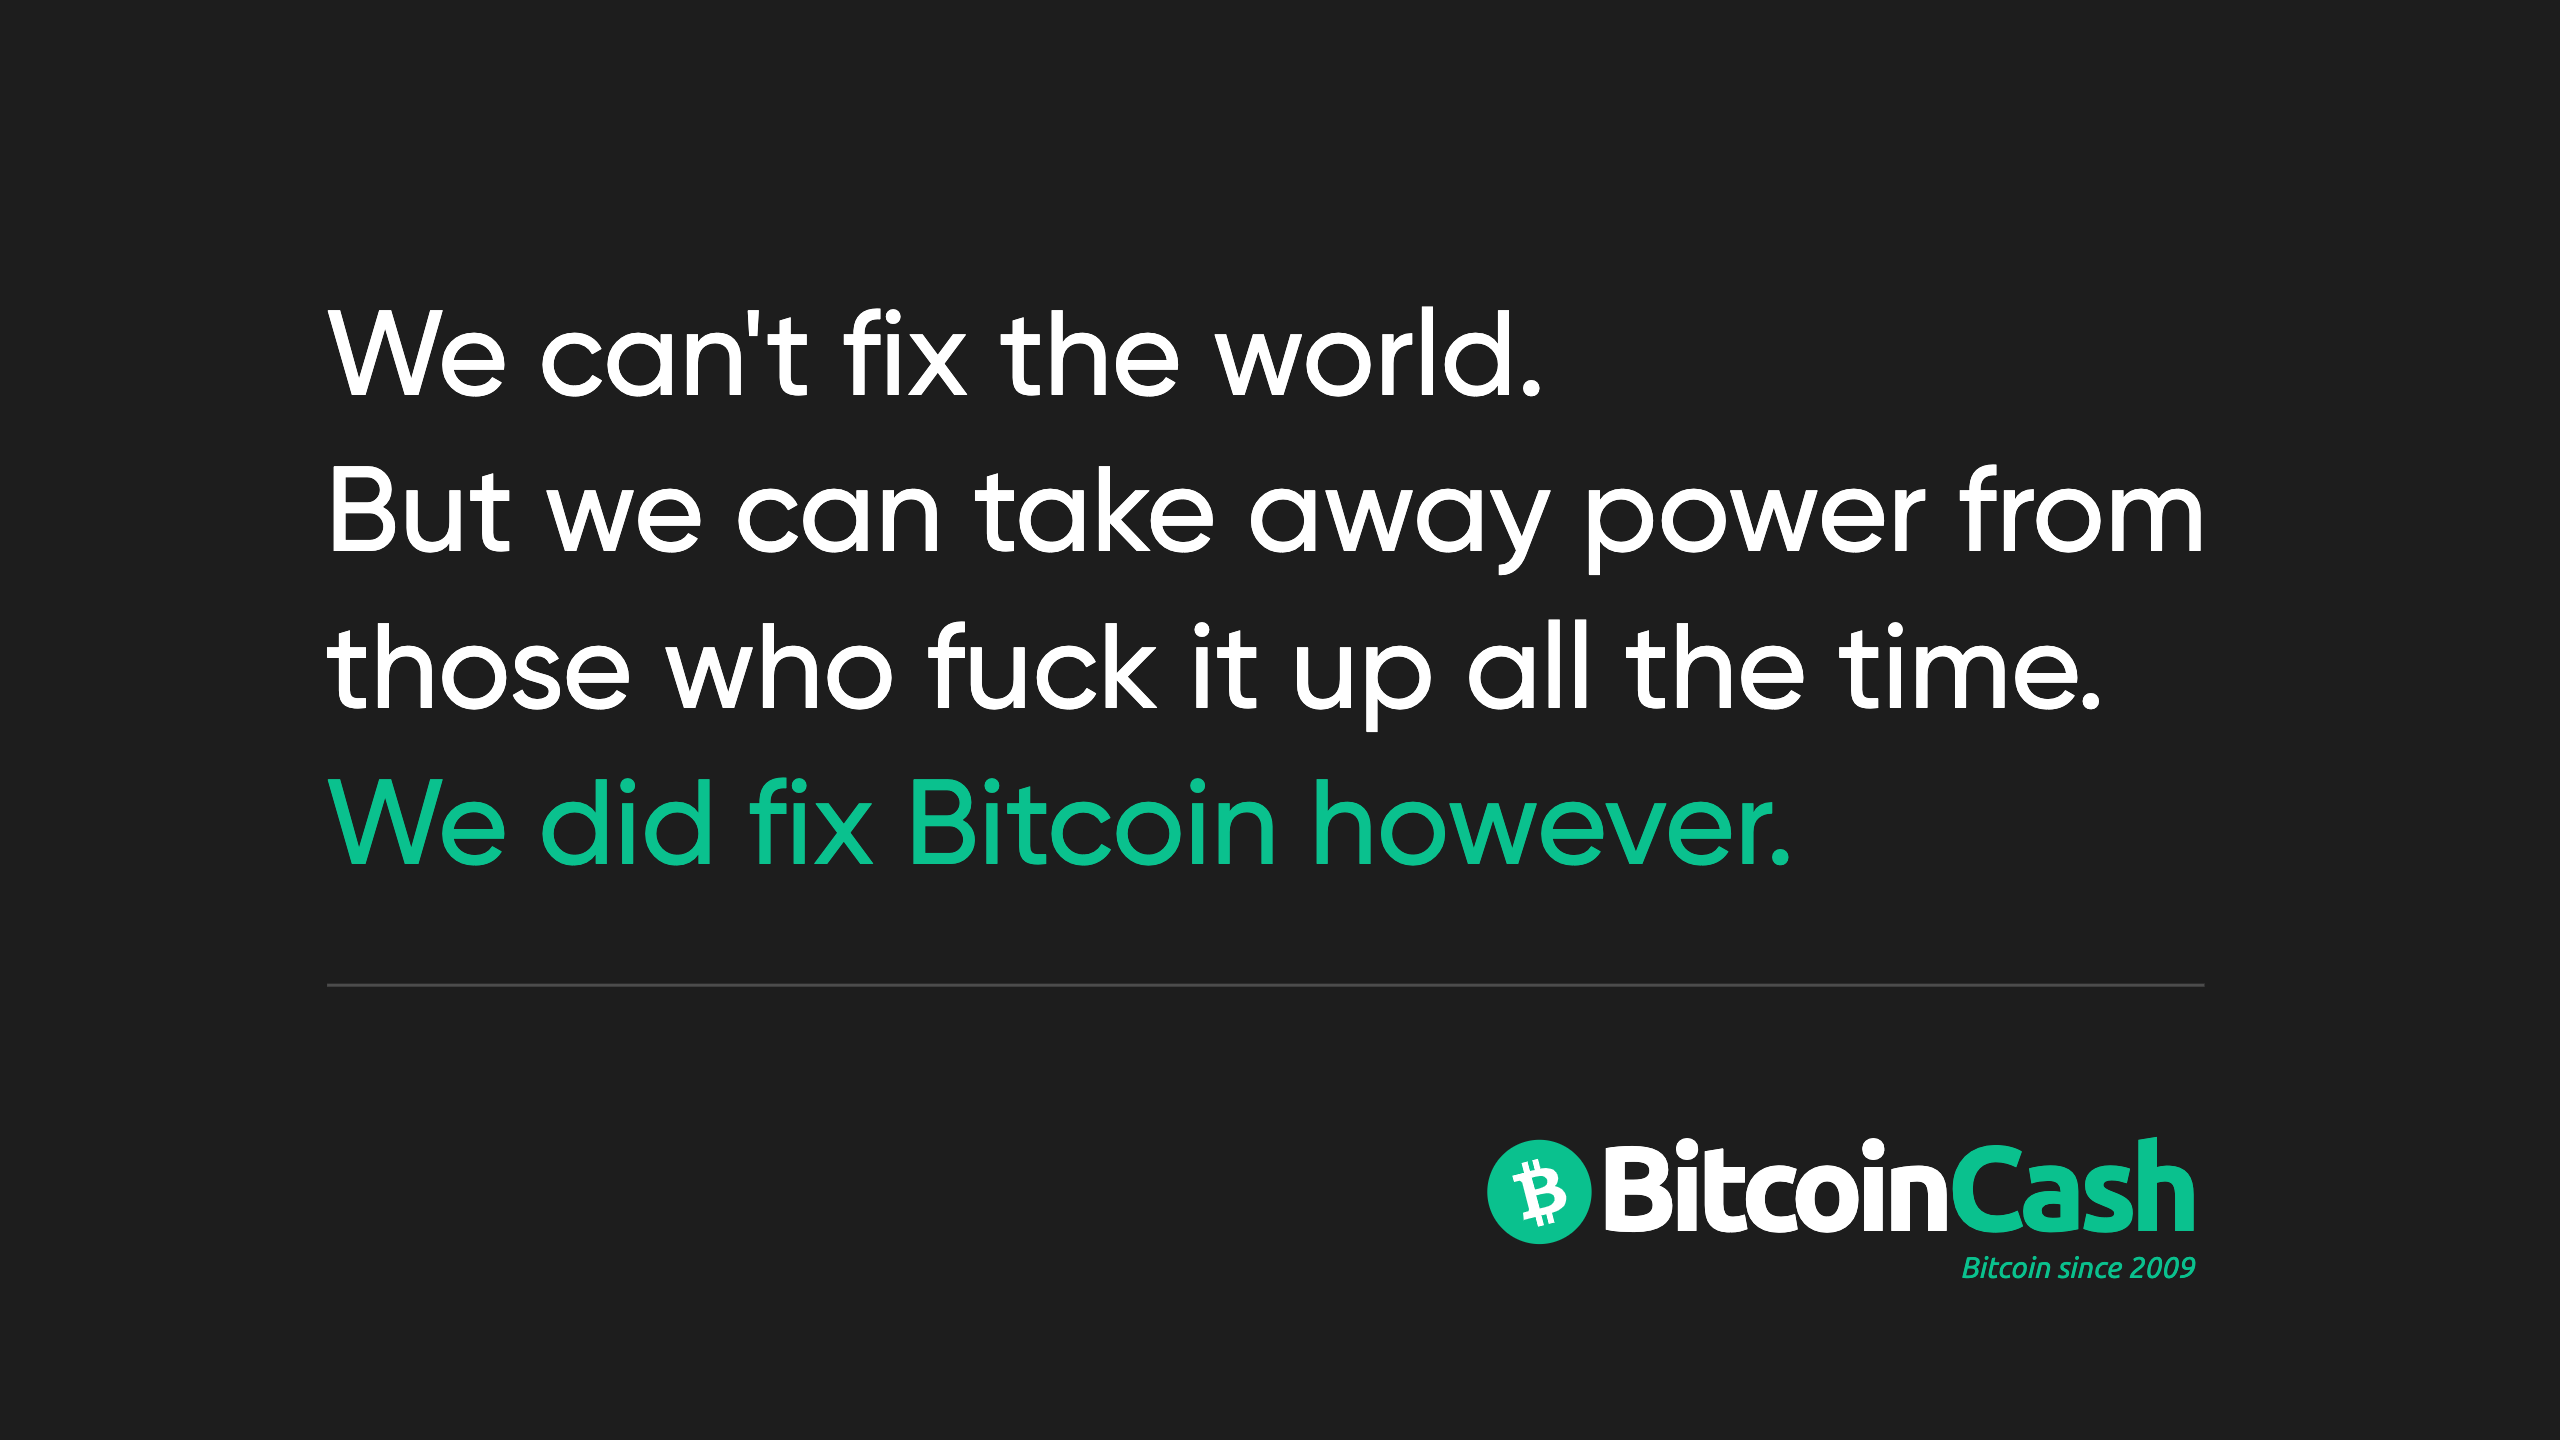 We can't fix the world.
But we can take away power from
those who fuck it up all the time.
We did fix Bitcoin however.
BitcoinCash
Bitcoin since 2009